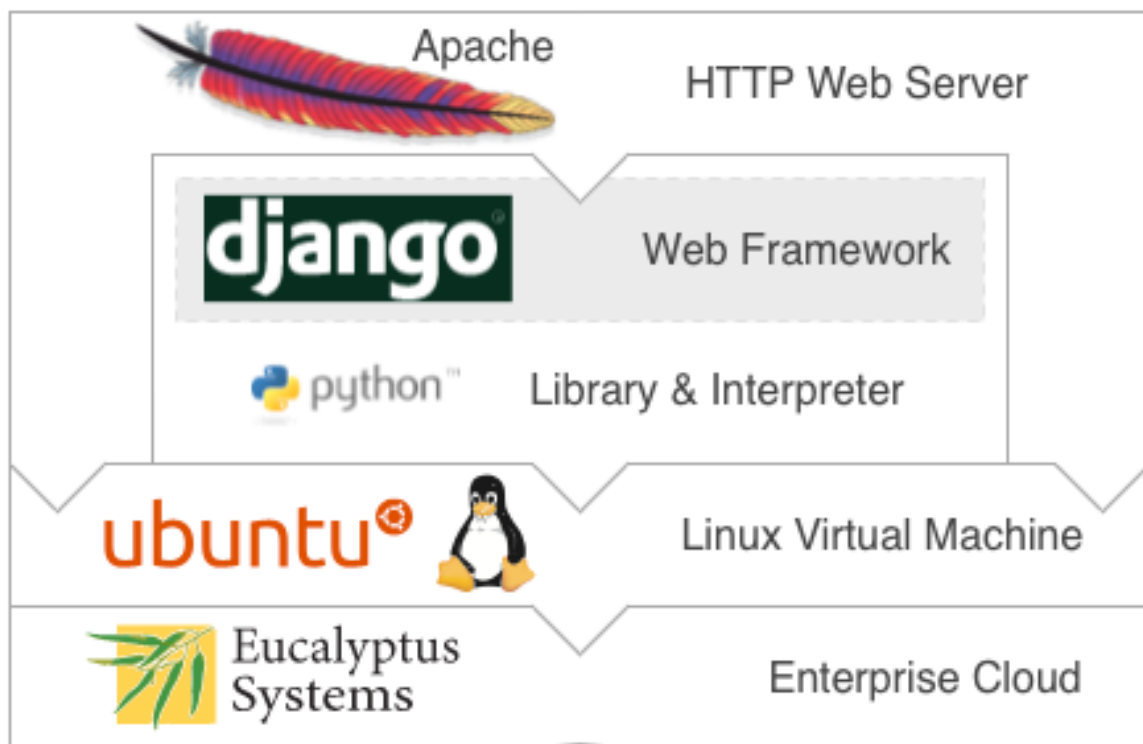 Apache
HTTP Web Server
django
Web Framework
python™ Library & Interpreter
ubuntu
Linux Virtual Machine
Eucalyptus
Systems
Enterprise Cloud